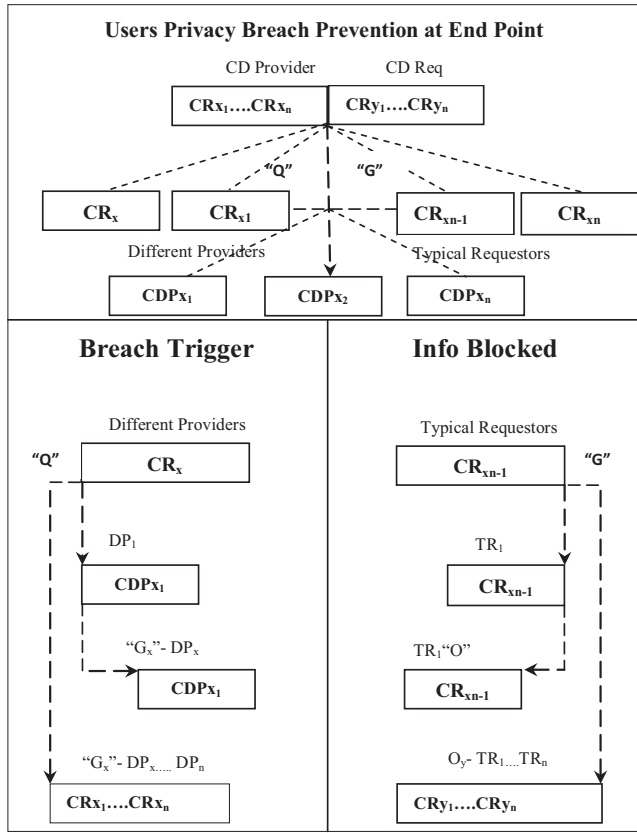 Users Privacy Breach Prevention at End Point
CD Provider CD Req
CRx₁….CRxₙ CRy₁….CRyₙ
“Q” “G”
CRₓ CRₓ₁ CRₓₙ₋₁ CRₓₙ
Different Providers Typical Requestors
CDPx₁ CDPx₂ CDPxₙ
Breach Trigger
Different Providers
“Q”
CRₓ
DP₁
CDPx₁
“Gₓ”- DPₓ
CDPx₁
“Gₓ”- DPₓ….. DPₙ
CRx₁….CRxₙ
Info Blocked
Typical Requestors
“G”
CRₓₙ₋₁
TR₁
CRₓₙ₋₁
TR₁“O”
CRₓₙ₋₁
Oᵧ- TR₁….TRₙ
CRy₁….CRyₙ